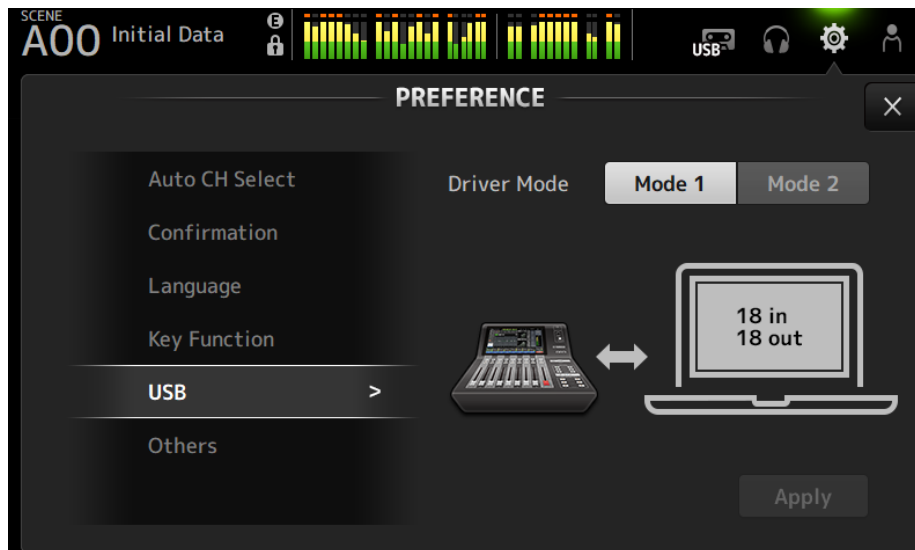 SCENE
A00 Initial Data
E
USB
PREFERENCE
Auto CH Select
Driver Mode
Mode 1
Mode 2
Confirmation
Language
18 in
18 out
Key Function
USB >
Others
Apply